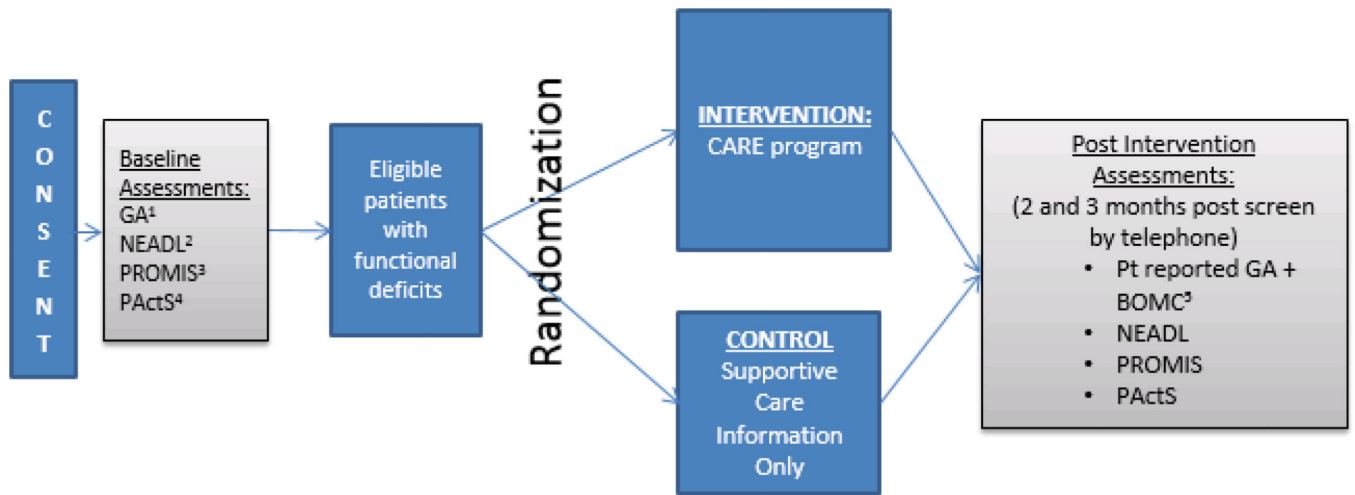 C
O
N
S
E
N
T
Baseline
Assessments:
GA¹
NEADL²
PROMIS³
PActS⁴
Eligible
patients
with
functional
deficits
Randomization
INTERVENTION:
CARE program
CONTROL
Supportive
Care
Information
Only
Post Intervention
Assessments:
(2 and 3 months post screen
by telephone)
• Pt reported GA +
BOMC⁵
• NEADL
• PROMIS
• PActS